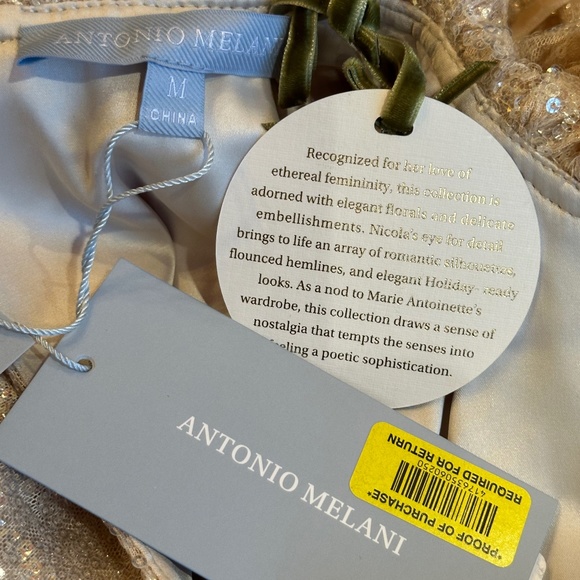 ANTONIO MELANI
M
CHINA
Recognized for her love of
ethereal femininity, this collection is
adorned with elegant florals and delicate
embellishments. Nicola's eye for detail
brings to life an array of romantic silhouettes,
flounced hemlines, and elegant Holiday-ready
looks. As a nod to Marie Antoinette's
wardrobe, this collection draws a sense of
nostalgia that tempts the senses into
feeling a poetic sophistication.
ANTONIO MELANI
*PROOF OF PURCHASE*
417635060250
REQUIRED FOR RETURN